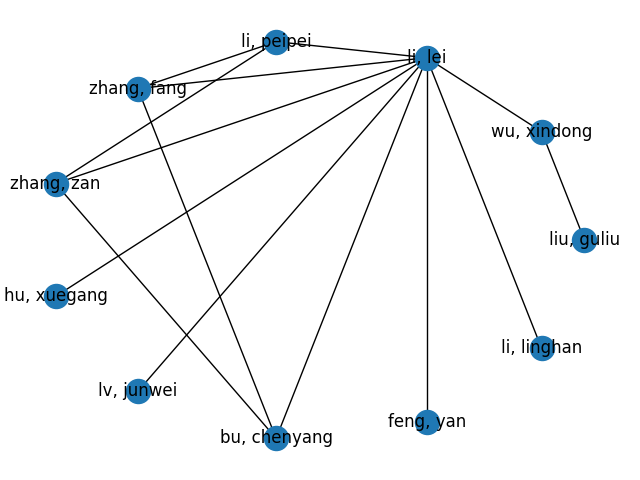 li, peipei
li, lei
zhang, fang
wu, xindong
zhang, zan
liu, guliu
hu, xuegang
li, linghan
lv, junwei
feng, yan
bu, chenyang